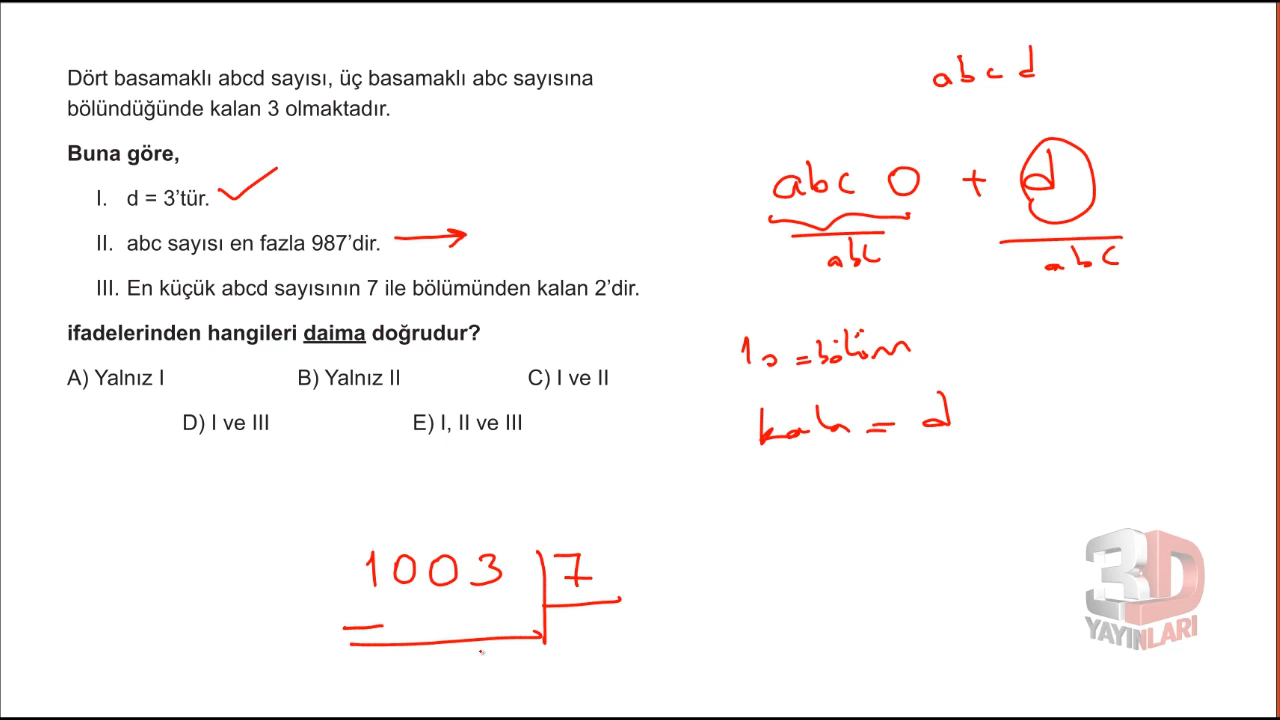 Dört basamaklı abcd sayısı, üç basamaklı abc sayısına
bölündüğünde kalan 3 olmaktadır.
Buna göre,
I. d = 3'tür.
II. abc sayısı en fazla 987'dir.
III. En küçük abcd sayısının 7 ile bölümünden kalan 2'dir.
ifadelerinden hangileri daima doğrudur?
A) Yalnız I B) Yalnız II C) I ve II
D) I ve III E) I, II ve III
abcd
abc0 + d
abc abc
10 = bölüm
kalan = d
1003 7
3D
YAYINLARI